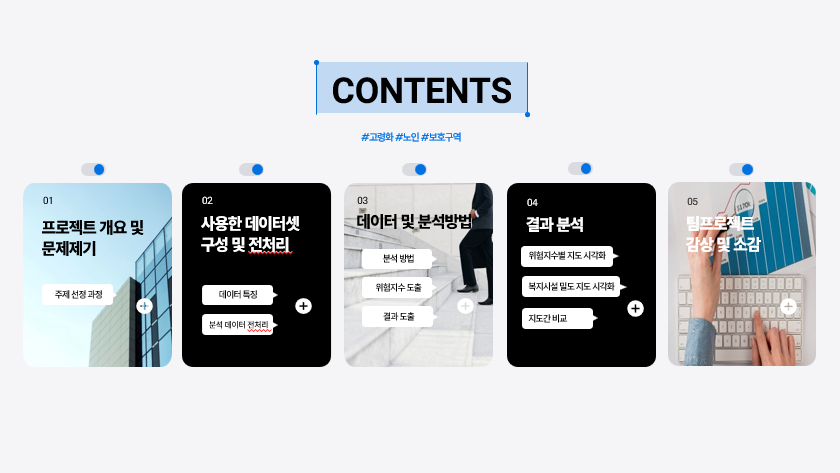 CONTENTS
#고령화 #노인 #보호구역
01
프로젝트 개요 및
문제제기
주제 선정 과정
02
사용한 데이터셋
구성 및 전처리
데이터 특징
분석 데이터 전처리
03
데이터 및 분석방법
분석 방법
위험지수 도출
결과 도출
04
결과 분석
위험지수별 지도 시각화
복지시설 밀도 지도 시각화
지도간 비교
05
팀프로젝트
감상 및 소감